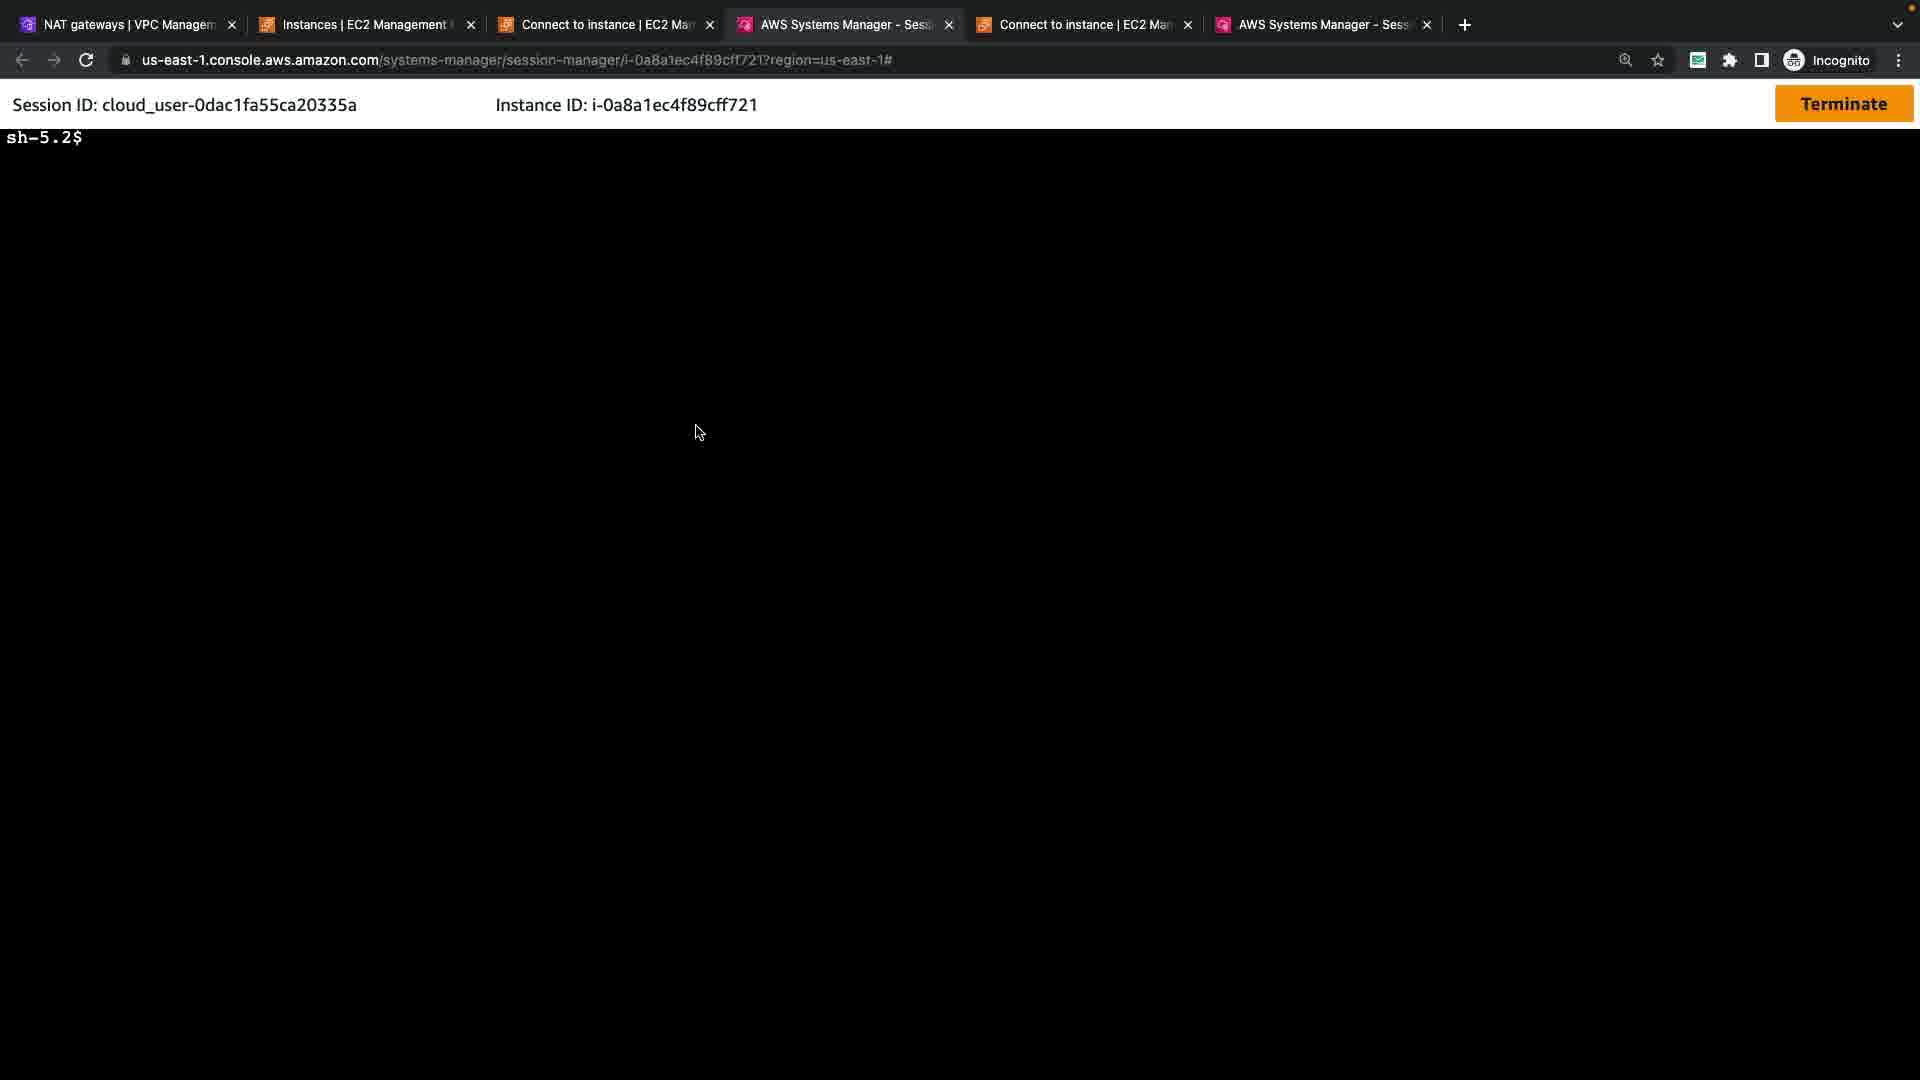 NAT gateways | VPC Managem
Instances | EC2 Management
Connect to instance | EC2 Man
AWS Systems Manager - Sess
Connect to instance | EC2 Man
AWS Systems Manager - Sess
us-east-1.console.aws.amazon.com/systems-manager/session-manager/i-0a8a1ec4f89cff721?region=us-east-1#
Incognito
Session ID: cloud_user-0dac1fa55ca20335a
Instance ID: i-0a8a1ec4f89cff721
Terminate
sh-5.2$